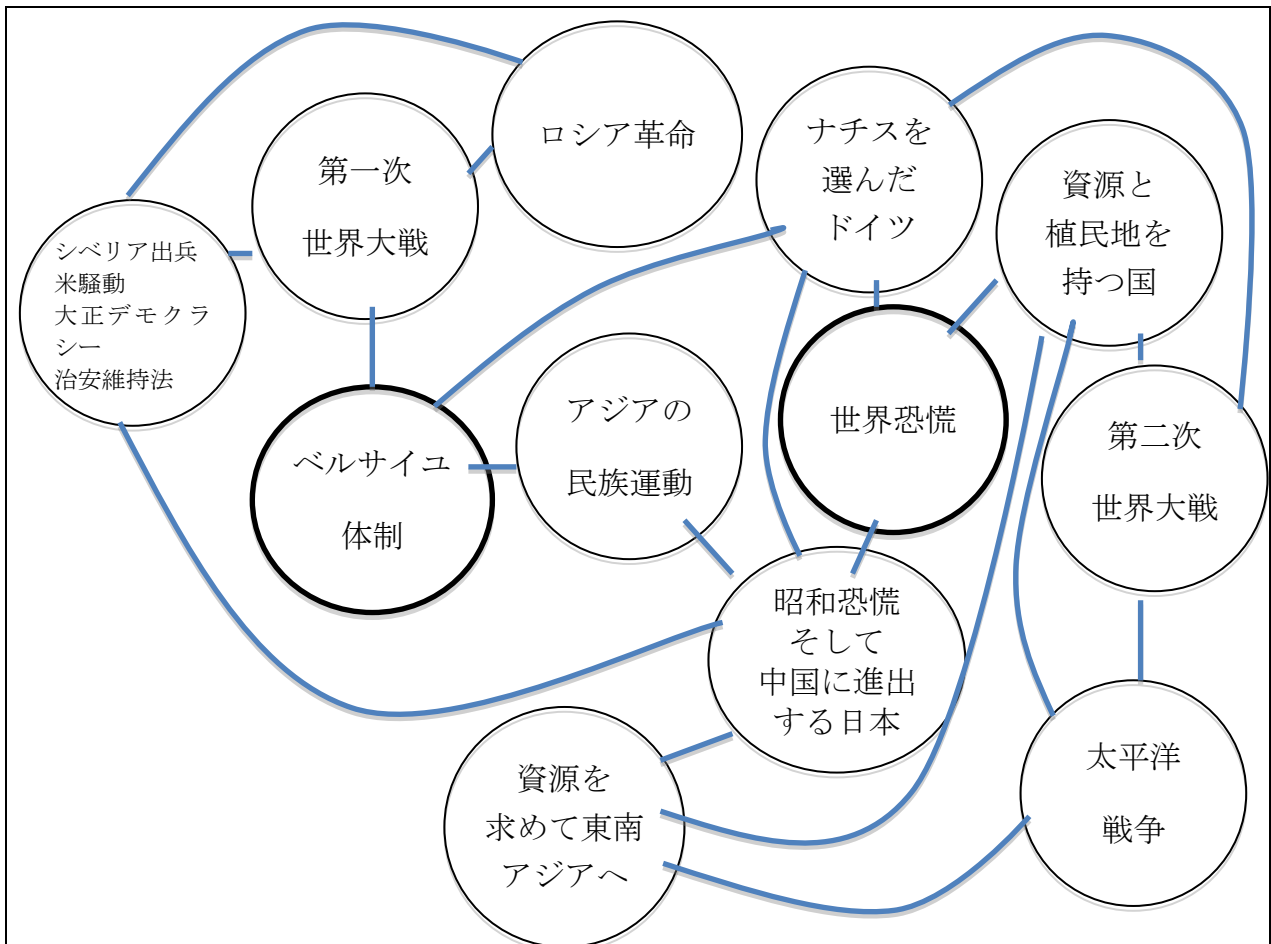 ロシア革命
第一次
世界大戦
シベリア出兵
米騒動
大正デモクラ
シー
治安維持法
ナチスを
選んだ
ドイツ
資源と
植民地を
持つ国
ベルサイユ
体制
アジアの
民族運動
世界恐慌
第二次
世界大戦
昭和恐慌
そして
中国に進出
する日本
資源を
求めて東南
アジアへ
太平洋
戦争